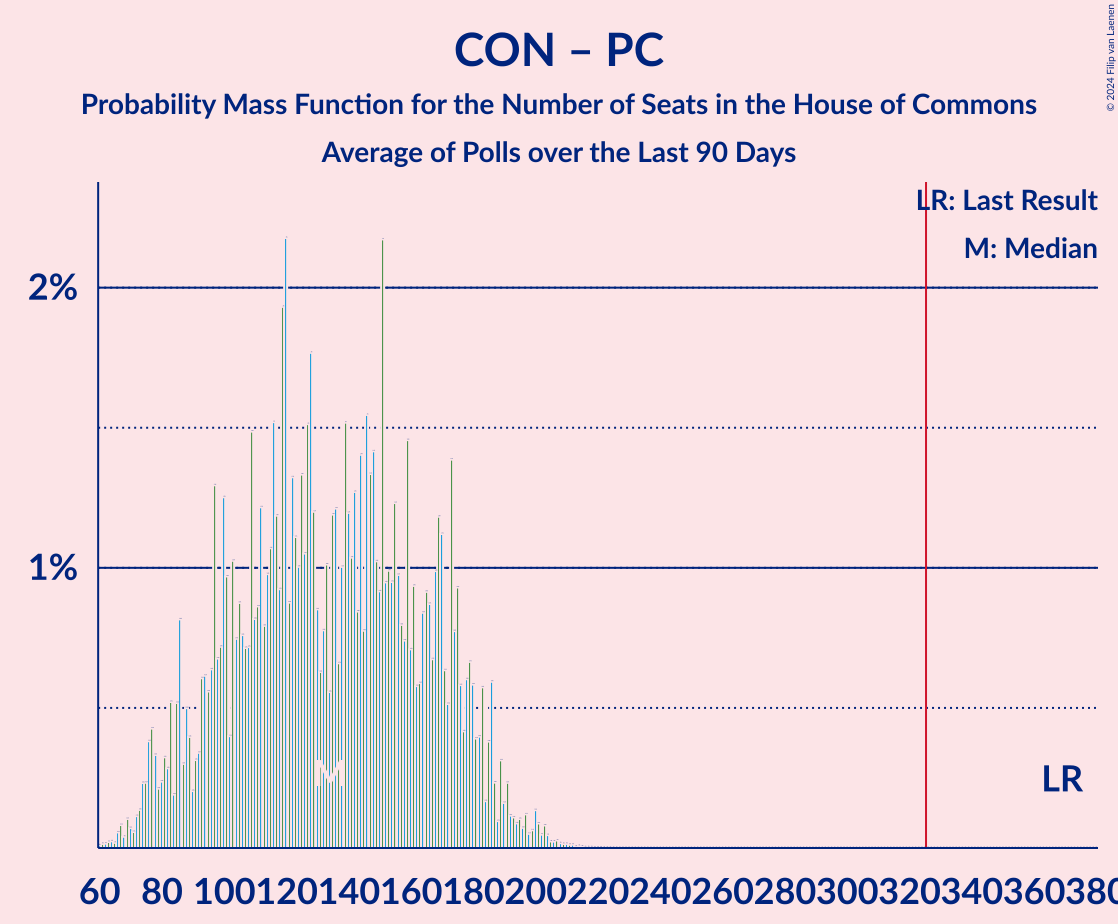 CON – PC
Probability Mass Function for the Number of Seats in the House of Commons
Average of Polls over the Last 90 Days
© 2024 Filip van Laenen
LR: Last Result
M: Median
2%
1%
M
LR
60 80 100 120 140 160 180 200 220 240 260 280 300 320 340 360 380